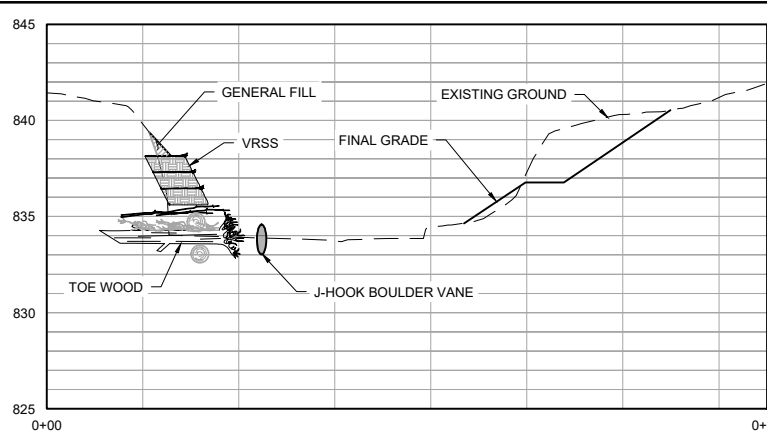 845
GENERAL FILL
EXISTING GROUND
840
VRSS
FINAL GRADE
835
TOE WOOD
J-HOOK BOULDER VANE
830
825
0+00
0+